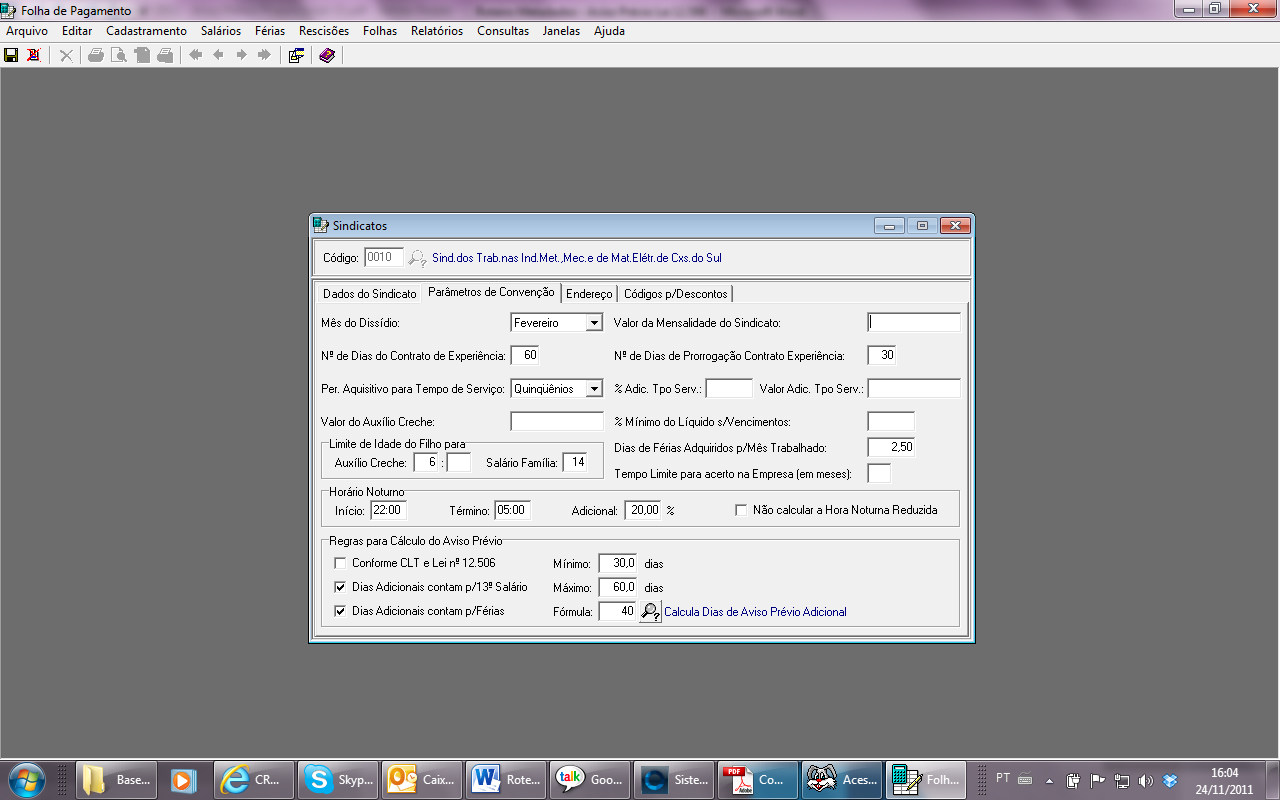 Folha de Pagamento
Arquivo Editar Cadastramento Salários Férias Rescisões Folhas Relatórios Consultas Janelas Ajuda
Sindicatos
Código: 0010 Sind.dos Trab.nas Ind.Met.,Mec.e de Mat.Elétr.de Cxs.do Sul
Dados do Sindicato Parâmetros de Convenção Endereço Códigos p/Descontos
Mês do Dissídio: Fevereiro Valor da Mensalidade do Sindicato:
Nº de Dias do Contrato de Experiência: 60 Nº de Dias de Prorrogação Contrato Experiência: 30
Per. Aquisitivo para Tempo de Serviço: Quinqüênios % Adic. Tpo Serv.: Valor Adic. Tpo Serv.:
Valor do Auxílio Creche: % Mínimo do Líquido s/Vencimentos:
Limite de Idade do Filho para
Dias de Férias Adquiridos p/Mês Trabalhado: 2,50
Auxílio Creche: 6 : Salário Família: 14
Tempo Limite para acerto na Empresa (em meses):
Horário Noturno
Início: 22:00 Término: 05:00 Adicional: 20,00 % Não calcular a Hora Noturna Reduzida
Regras para Cálculo do Aviso Prévio
Conforme CLT e Lei nº 12.506 Mínimo: 30,0 dias
Dias Adicionais contam p/13º Salário Máximo: 60,0 dias
Dias Adicionais contam p/Férias Fórmula: 40 Calcula Dias de Aviso Prévio Adicional
Base... CR... Skyp... Caix... Rote... Goo... Siste... Co... Aces... Folh... PT 16:04
24/11/2011